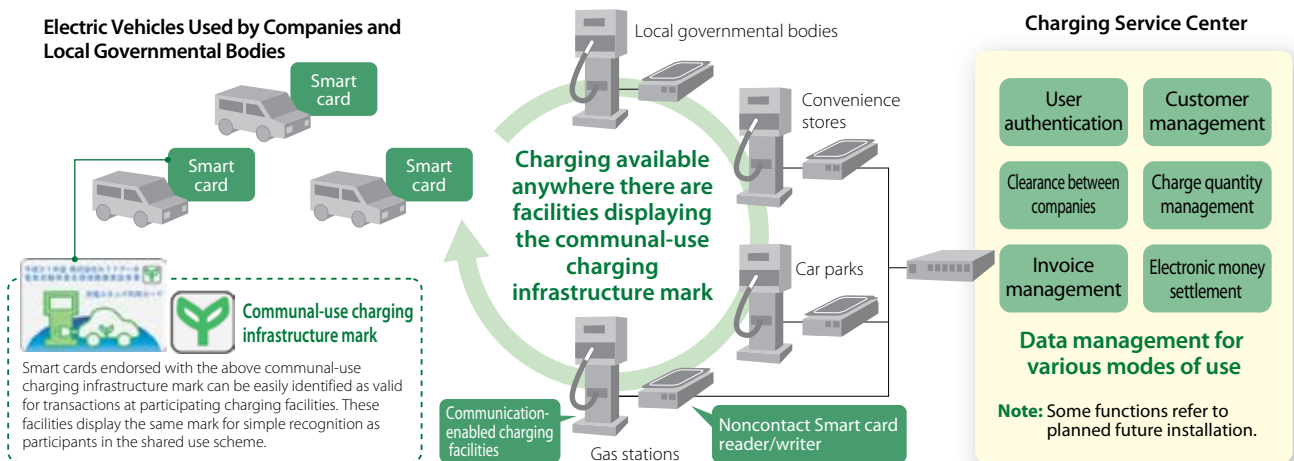 Electric Vehicles Used by Companies and
Local Governmental Bodies
Smart
card
Smart
card
Smart
card
Communal-use charging
infrastructure mark
Smart cards endorsed with the above communal-use
charging infrastructure mark can be easily identified as valid
for transactions at participating charging facilities. These
facilities display the same mark for simple recognition as
participants in the shared use scheme.
Local governmental bodies
Convenience
stores
Charging available
anywhere there are
facilities displaying
the communal-use
charging
infrastructure mark
Car parks
Communication-
enabled charging
facilities
Gas stations
Noncontact Smart card
reader/writer
Charging Service Center
User
authentication
Customer
management
Clearance between
companies
Charge quantity
management
Invoice
management
Electronic money
settlement
Data management for
various modes of use
Note: Some functions refer to
planned future installation.